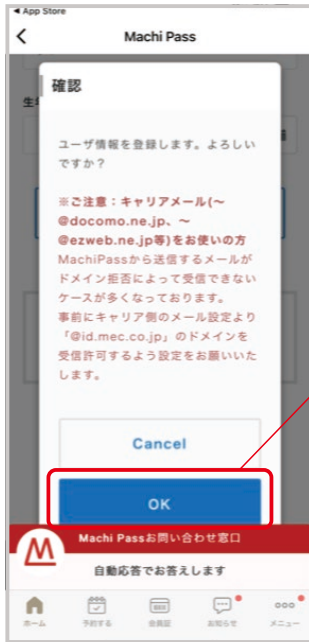 ◀ App Store
Machi Pass
確認
ユーザ情報を登録します。よろしい
ですか？
※ご注意：キャリアメール(～
@docomo.ne.jp、～
@ezweb.ne.jp等)をお使いの方
MachiPassから送信するメールが
ドメイン拒否によって受信できない
ケースが多くなっております。
事前にキャリア側のメール設定より
「@id.mec.co.jp」のドメインを
受信許可するよう設定をお願いいた
します。
Cancel
OK
Machi Passお問い合わせ窓口
自動応答でお答えします
ホーム 予約する 会員証 お知らせ メニュー